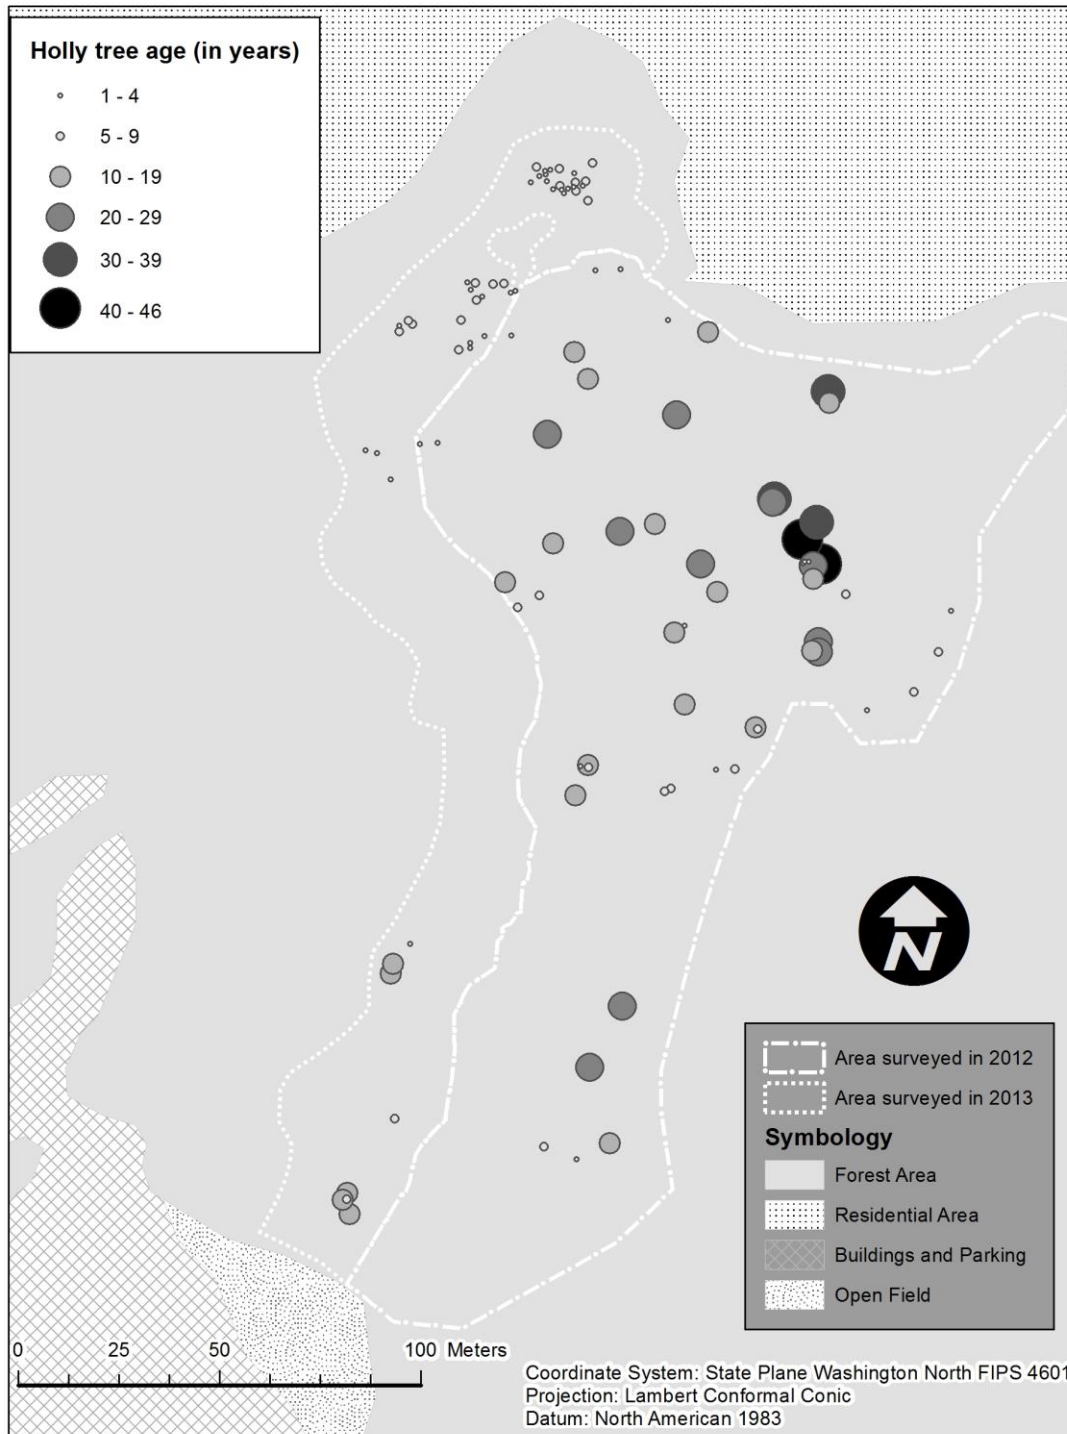 Holly tree age (in years)
1 - 4
5 - 9
10 - 19
20 - 29
30 - 39
40 - 46
N
Area surveyed in 2012
Area surveyed in 2013
Symbology
Forest Area
Residential Area
Buildings and Parking
Open Field
0 25 50 100 Meters
Coordinate System: State Plane Washington North FIPS 4601
Projection: Lambert Conformal Conic
Datum: North American 1983